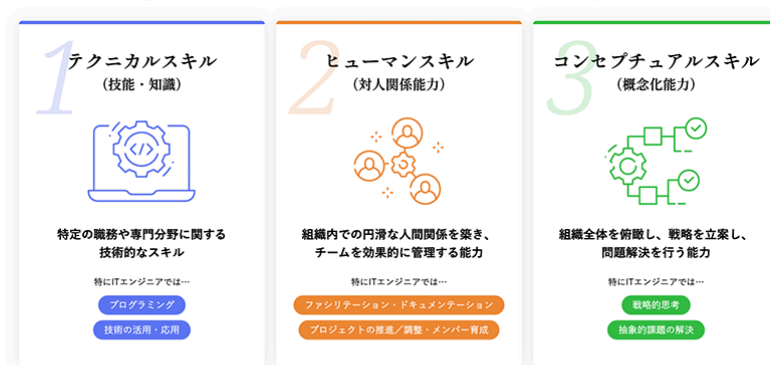 1
テクニカルスキル
（技能・知識）
特定の職務や専門分野に関する
技術的なスキル
特にITエンジニアでは…
プログラミング
技術の活用・応用
2
ヒューマンスキル
（対人関係能力）
組織内での円滑な人間関係を築き、
チームを効果的に管理する能力
特にITエンジニアでは…
ファシリテーション・ドキュメンテーション
プロジェクトの推進／調整・メンバー育成
3
コンセプチュアルスキル
（概念化能力）
組織全体を俯瞰し、戦略を立案し、
問題解決を行う能力
特にITエンジニアでは…
戦略的思考
抽象的課題の解決